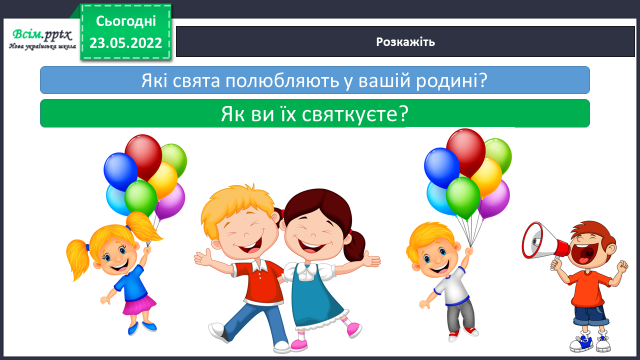 Всім.pptx
Нова українська школа
Сьогодні
23.05.2022
Розкажіть
Які свята полюбляють у вашій родині?
Як ви їх святкуєте?